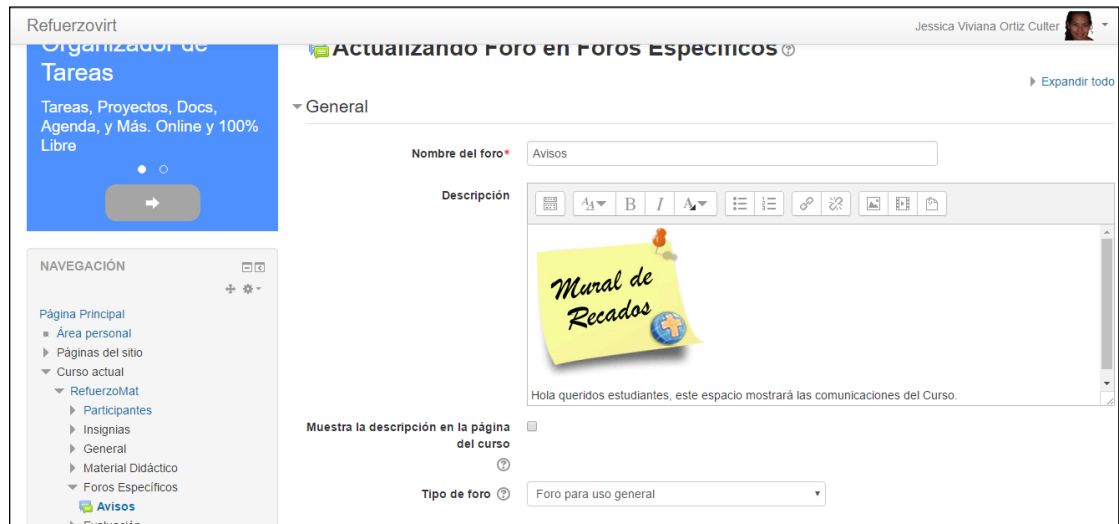 Refuerzovirt
Jessica Viviana Ortiz Culter
Organizador de
Tareas
Tareas, Proyectos, Docs,
Agenda, y Más. Online y 100%
Libre
Actualizando Foro en Foros Específicos
Expandir todo
General
Nombre del foro*
Avisos
Descripción
Mural de
Recados
Hola queridos estudiantes, este espacio mostrará las comunicaciones del Curso.
Muestra la descripción en la página
del curso
Tipo de foro
Foro para uso general
NAVEGACIÓN
Página Principal
Área personal
Páginas del sitio
Curso actual
RefuerzoMat
Participantes
Insignias
General
Material Didáctico
Foros Específicos
Avisos
Evaluación